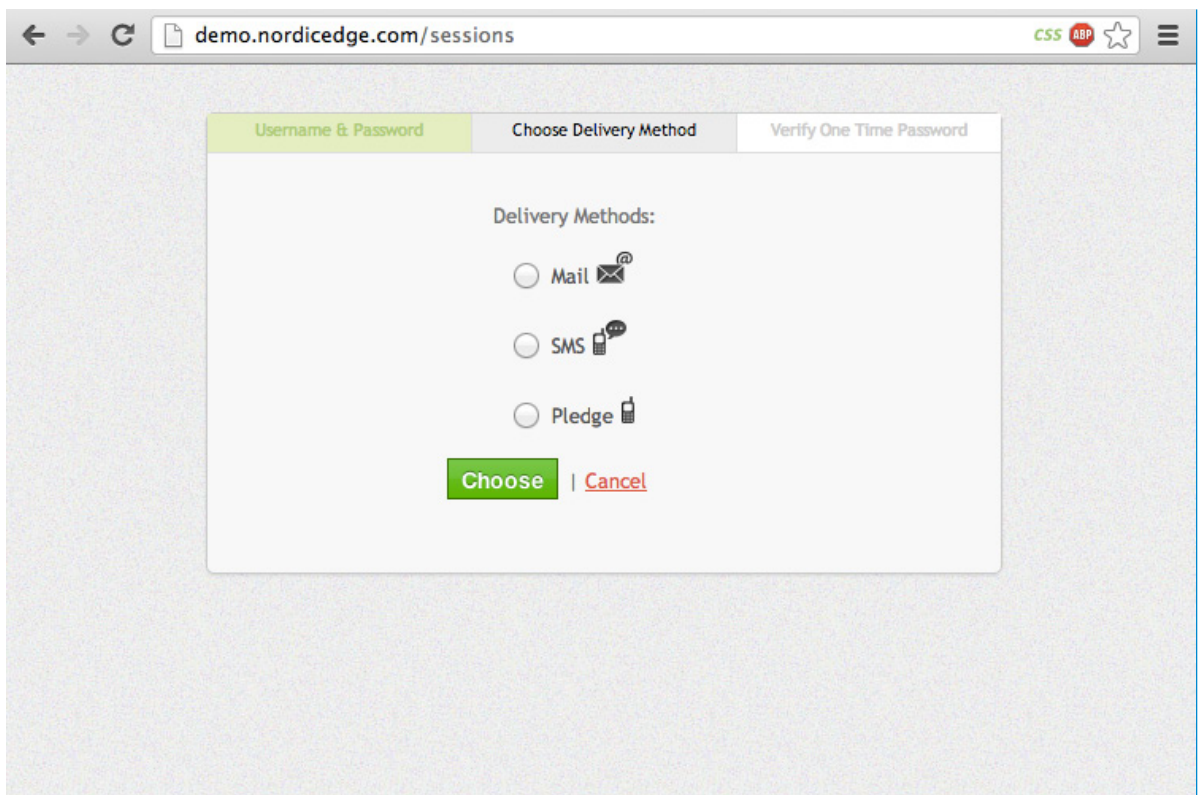 demo.nordicedge.com/sessions css ABP
Username & Password Choose Delivery Method Verify One Time Password
Delivery Methods:
Mail @
SMS
Pledge
Choose | Cancel